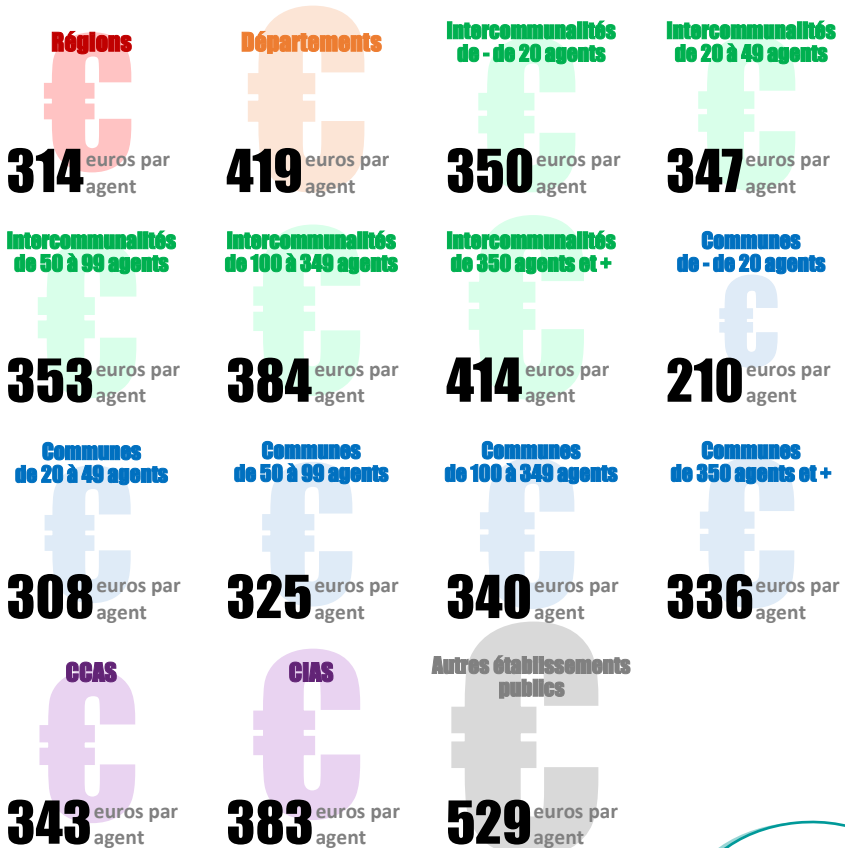 Régions
314 euros par
agent
Départements
419 euros par
agent
Intercommunalités
de - de 20 agents
350 euros par
agent
Intercommunalités
de 20 à 49 agents
347 euros par
agent
Intercommunalités
de 50 à 99 agents
353 euros par
agent
Intercommunalités
de 100 à 349 agents
384 euros par
agent
Intercommunalités
de 350 agents et +
414 euros par
agent
Communes
de - de 20 agents
210 euros par
agent
Communes
de 20 à 49 agents
308 euros par
agent
Communes
de 50 à 99 agents
325 euros par
agent
Communes
de 100 à 349 agents
340 euros par
agent
Communes
de 350 agents et +
336 euros par
agent
CCAS
343 euros par
agent
CIAS
383 euros par
agent
Autres établissements
publics
529 euros par
agent